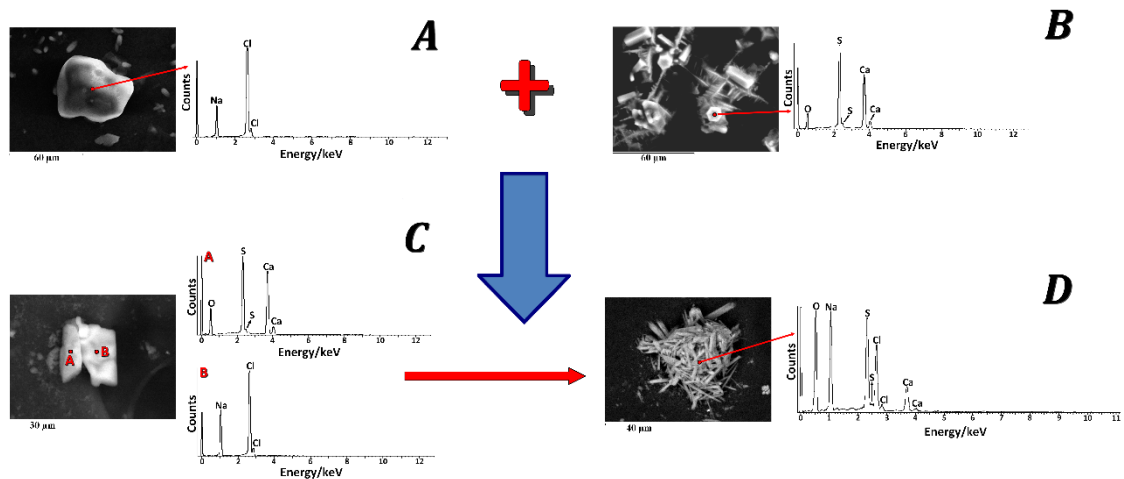 A
Cl
Na
Cl
Counts
0 2 4 6 8 10 12
Energy/keV
60 µm
B
S
Ca
O
S
Ca
Counts
0 2 4 6 8 10 12
Energy/keV
60 µm
C
A
S
Ca
O
S
Ca
Counts
0 2 4 6 8 10 12
Energy/keV
A
B
30 µm
B
Cl
Na
Cl
Counts
0 2 4 6 8 10 12
Energy/keV
D
O
Na
S
Cl
S
Cl
Ca
Ca
Counts
0 1 2 3 4 5 6 7 8 9 10 11
Energy/keV
40 µm